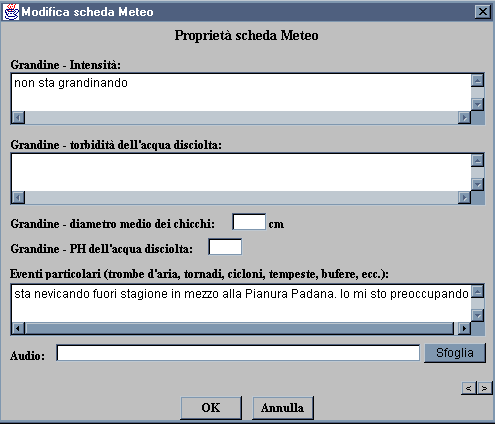 Modifica scheda Meteo
Proprietà scheda Meteo
Grandine - Intensità:
non sta grandinando
Grandine - torbidità dell'acqua disciolta:
Grandine - diametro medio dei chicchi: cm
Grandine - PH dell'acqua disciolta:
Eventi particolari (trombe d'aria, tornadi, cicloni, tempeste, bufere, ecc.):
sta nevicando fuori stagione in mezzo alla Pianura Padana. Io mi sto preoccupando
Audio: Sfoglia
< >
OK Annulla